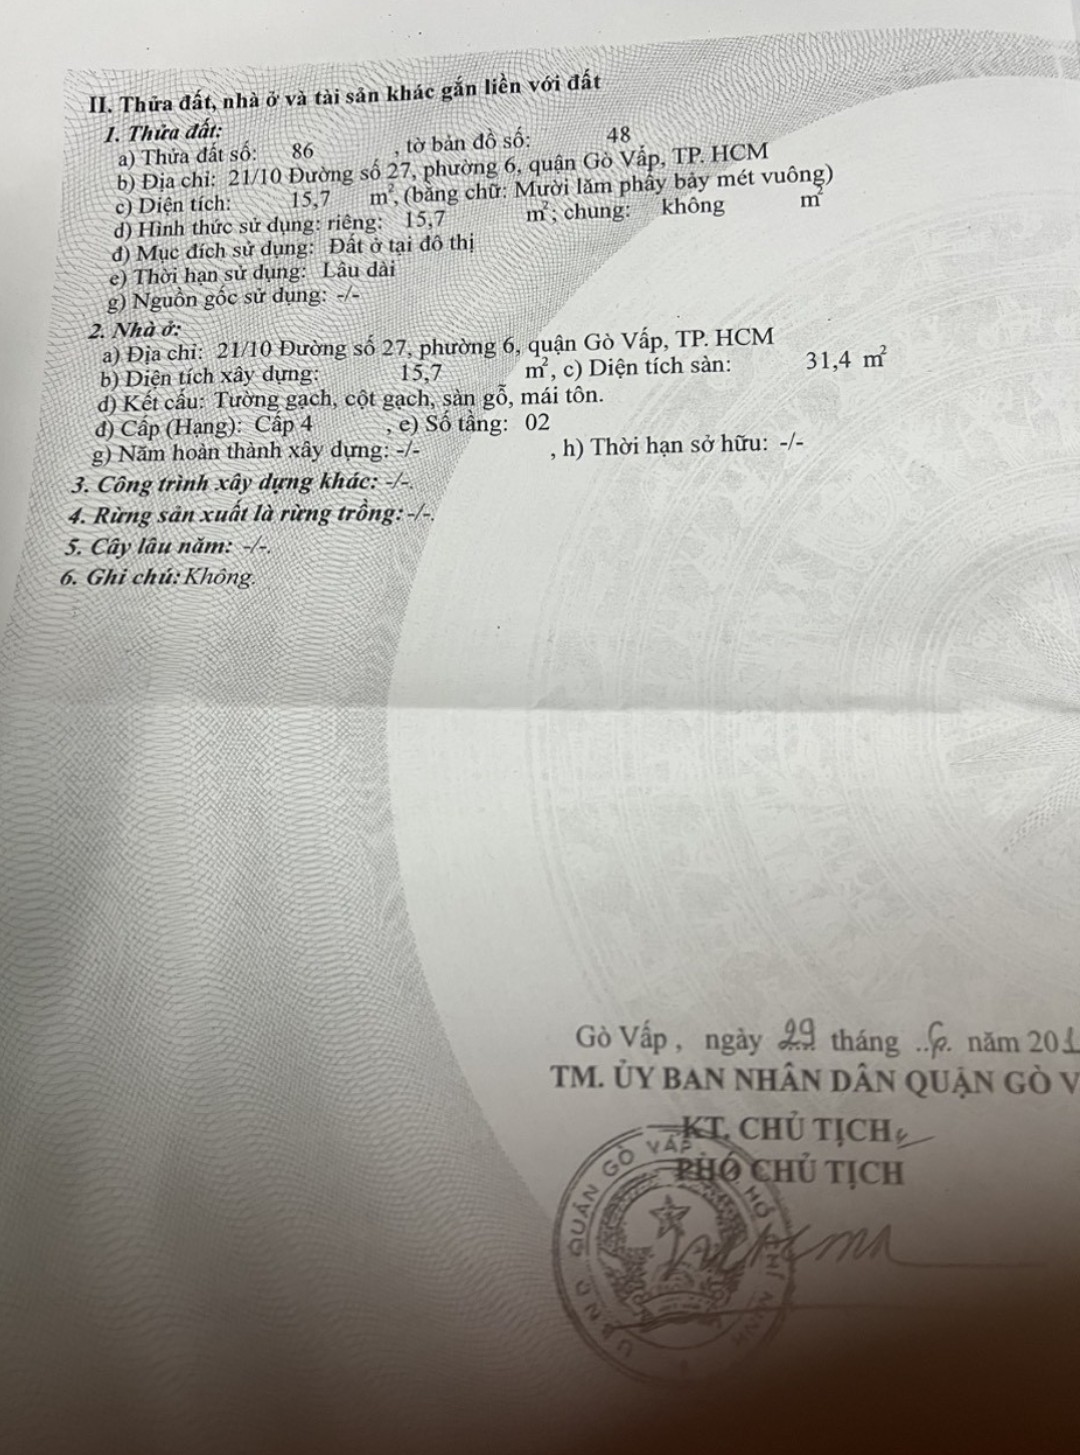 II. Thửa đất, nhà ở và tài sản khác gắn liền với đất
1. Thửa đất:
a) Thửa đất số: 86 , tờ bản đồ số: 48
b) Địa chỉ: 21/10 Đường số 27, phường 6, quận Gò Vấp, TP. HCM
c) Diện tích: 15,7 m², (bằng chữ: Mười lăm phẩy bảy mét vuông)
d) Hình thức sử dụng: riêng: 15,7 m²; chung: không m²
đ) Mục đích sử dụng: Đất ở tại đô thị
e) Thời hạn sử dụng: Lâu dài
g) Nguồn gốc sử dụng: -/-
2. Nhà ở:
a) Địa chỉ: 21/10 Đường số 27, phường 6, quận Gò Vấp, TP. HCM
b) Diện tích xây dựng: 15,7 m², c) Diện tích sàn: 31,4 m²
d) Kết cấu: Tường gạch, cột gạch, sàn gỗ, mái tôn.
đ) Cấp (Hạng): Cấp 4 , e) Số tầng: 02
g) Năm hoàn thành xây dựng: -/- , h) Thời hạn sở hữu: -/-
3. Công trình xây dựng khác: -/-.
4. Rừng sản xuất là rừng trồng: -/-.
5. Cây lâu năm: -/-.
6. Ghi chú: Không.
Gò Vấp, ngày 29 tháng ..6.. năm 201
TM. ỦY BAN NHÂN DÂN QUẬN GÒ V
KT. CHỦ TỊCH
PHÓ CHỦ TỊCH
U.B.N.D QUẬN GÒ VẤP HỒ CHÍ MINH